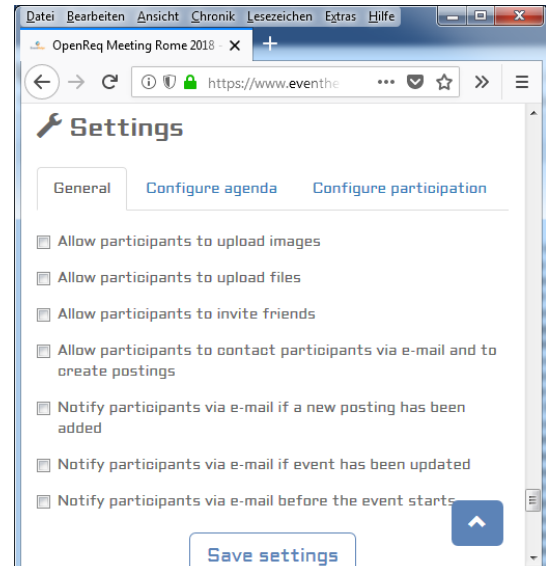 Datei Bearbeiten Ansicht Chronik Lesezeichen Extras Hilfe
OpenReq Meeting Rome 2018 -
https://www.eventhe
Settings
General Configure agenda Configure participation
Allow participants to upload images
Allow participants to upload files
Allow participants to invite friends
Allow participants to contact participants via e-mail and to
create postings
Notify participants via e-mail if a new posting has been
added
Notify participants via e-mail if event has been updated
Notify participants via e-mail before the event starts
Save settings